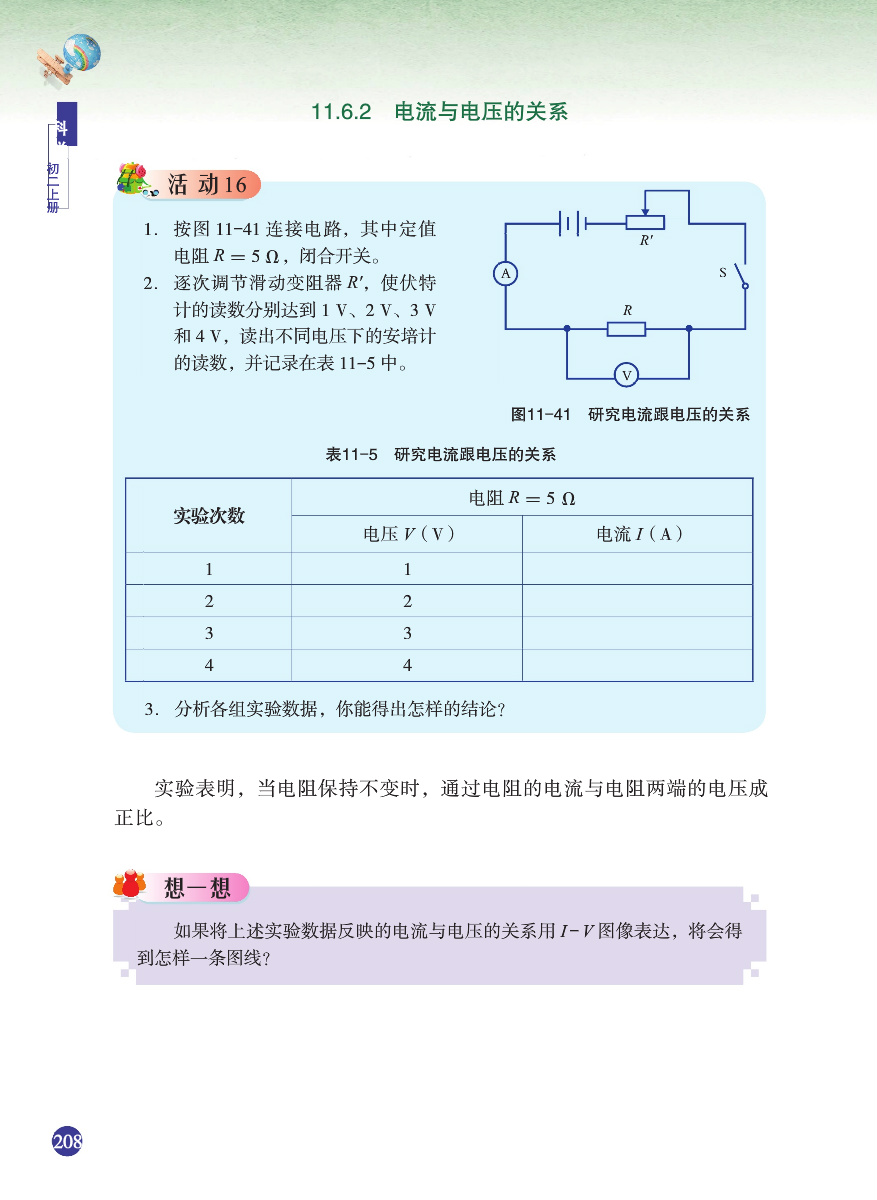 科学
初二上册
11.6.2 电流与电压的关系
活动16
1. 按图 11-41 连接电路，其中定值
电阻 R = 5 Ω，闭合开关。
2. 逐次调节滑动变阻器 R′，使伏特
计的读数分别达到 1 V、2 V、3 V
和 4 V，读出不同电压下的安培计
的读数，并记录在表 11-5 中。
R′
A
S
R
V
图11-41 研究电流跟电压的关系
表11-5 研究电流跟电压的关系
实验次数
电阻 R = 5 Ω
电压 V（V） 电流 I（A）
1 1
2 2
3 3
4 4
3. 分析各组实验数据，你能得出怎样的结论？
实验表明，当电阻保持不变时，通过电阻的电流与电阻两端的电压成
正比。
想一想
如果将上述实验数据反映的电流与电压的关系用 I-V 图像表达，将会得
到怎样一条图线？
208